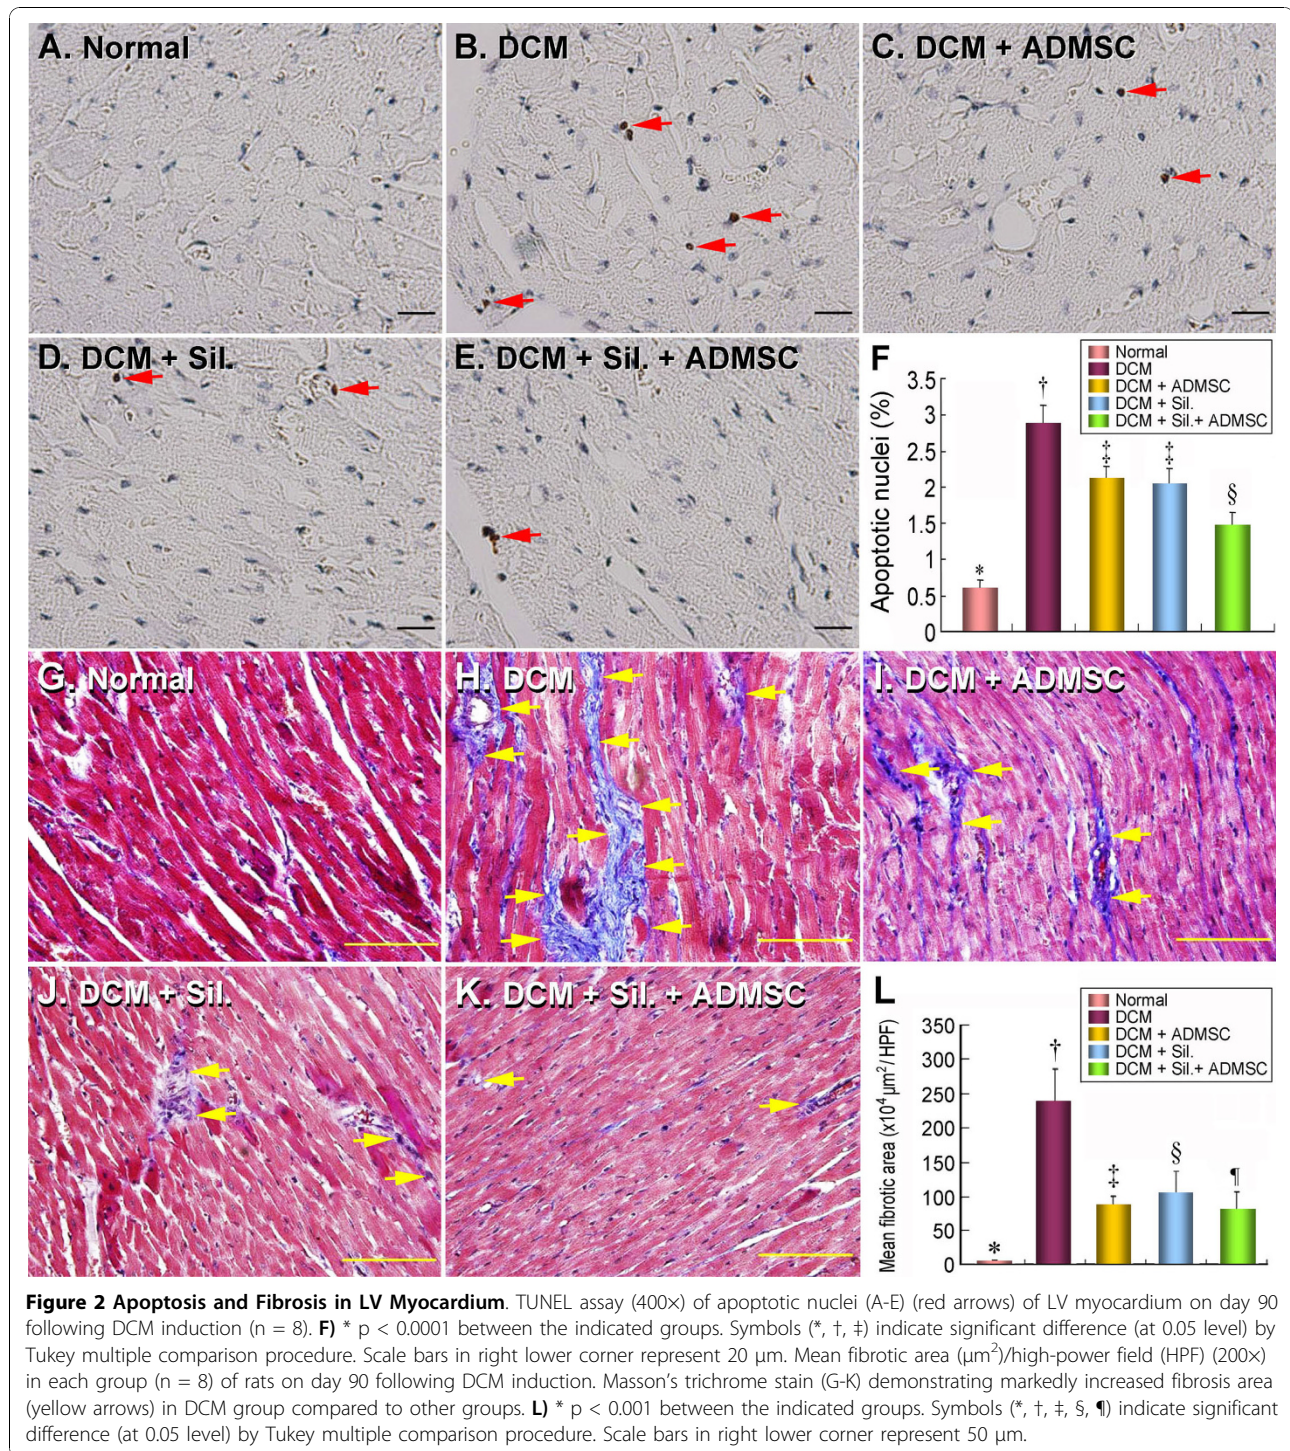 A. Normal
B. DCM
C. DCM + ADMSC
D. DCM + Sil.
E. DCM + Sil. + ADMSC
F
Normal
DCM
DCM + ADMSC
DCM + Sil.
DCM + Sil.+ ADMSC
Apoptotic nuclei (%)
3.5
3
2.5
2
1.5
1
0.5
0
*
†
‡
‡
§
G. Normal
H. DCM
I. DCM + ADMSC
J. DCM + Sil.
K. DCM + Sil. + ADMSC
L
Normal
DCM
DCM + ADMSC
DCM + Sil.
DCM + Sil.+ ADMSC
Mean fibrotic area (x10⁴ µm²/HPF)
350
300
250
200
150
100
50
0
*
†
‡
§
¶
Figure 2 Apoptosis and Fibrosis in LV Myocardium. TUNEL assay (400×) of apoptotic nuclei (A-E) (red arrows) of LV myocardium on day 90
following DCM induction (n = 8). F) * p < 0.0001 between the indicated groups. Symbols (*, †, ‡) indicate significant difference (at 0.05 level) by
Tukey multiple comparison procedure. Scale bars in right lower corner represent 20 µm. Mean fibrotic area (µm²)/high-power field (HPF) (200×)
in each group (n = 8) of rats on day 90 following DCM induction. Masson's trichrome stain (G-K) demonstrating markedly increased fibrosis area
(yellow arrows) in DCM group compared to other groups. L) * p < 0.001 between the indicated groups. Symbols (*, †, ‡, §, ¶) indicate significant
difference (at 0.05 level) by Tukey multiple comparison procedure. Scale bars in right lower corner represent 50 µm.